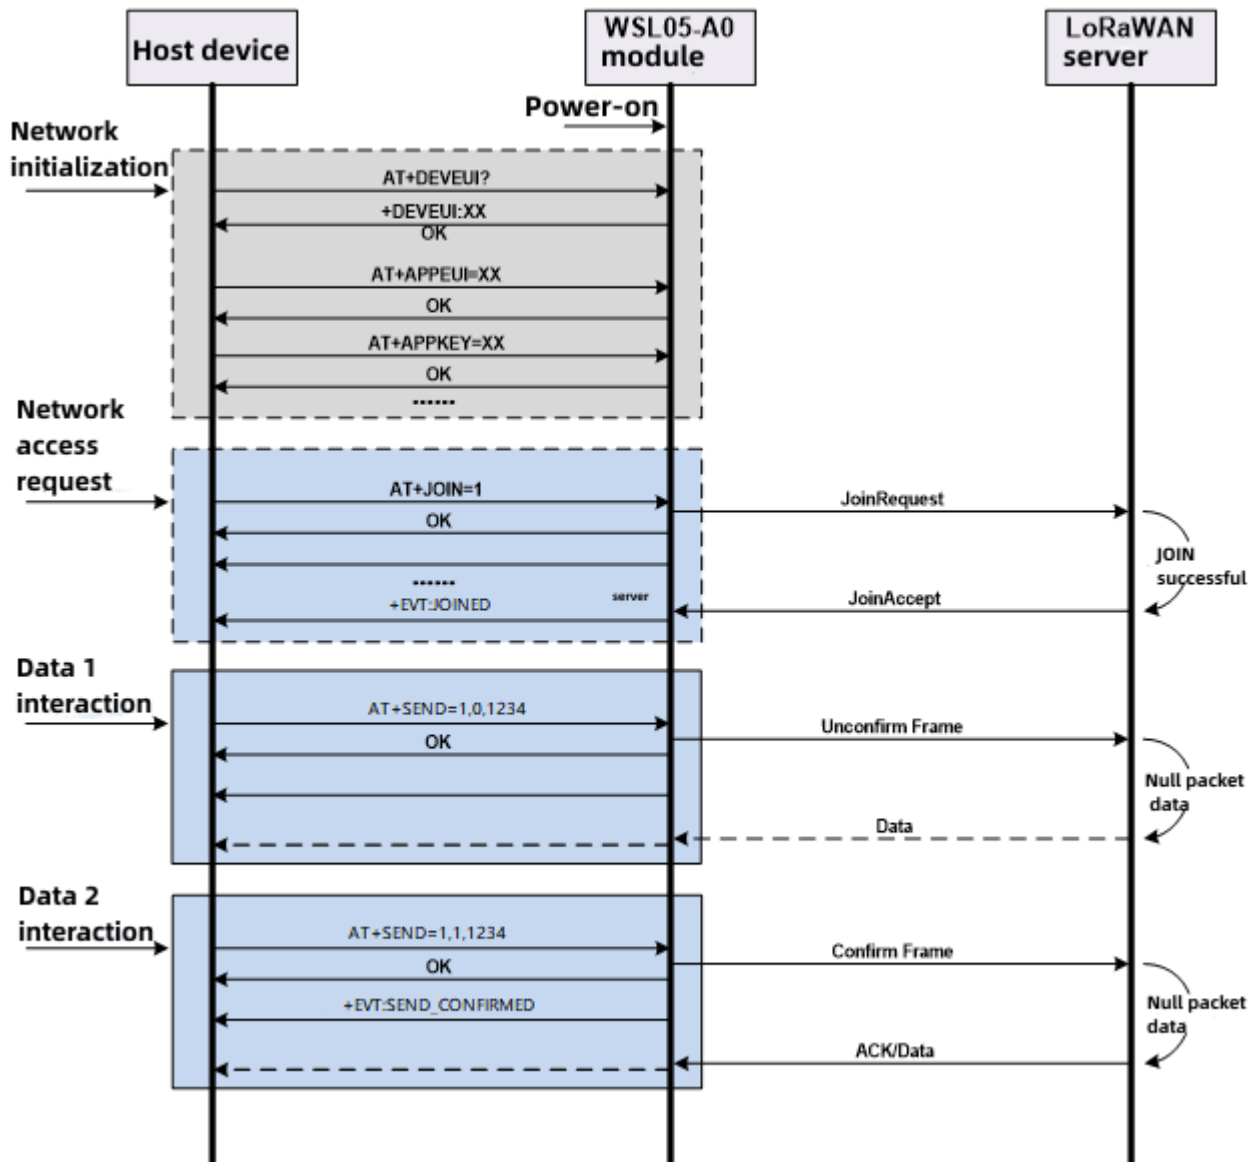 Host device
WSL05-A0
module
LoRaWAN
server
Power-on
Network
initialization
AT+DEVEUI?
+DEVEUI:XX
OK
AT+APPEUI=XX
OK
AT+APPKEY=XX
OK
......
Network
access
request
AT+JOIN=1
JoinRequest
OK
JOIN
successful
......
+EVT:JOINED
server
JoinAccept
Data 1
interaction
AT+SEND=1,0,1234
OK
Unconfirm Frame
Null packet
data
Data
Data 2
interaction
AT+SEND=1,1,1234
OK
Confirm Frame
+EVT:SEND_CONFIRMED
Null packet
data
ACK/Data